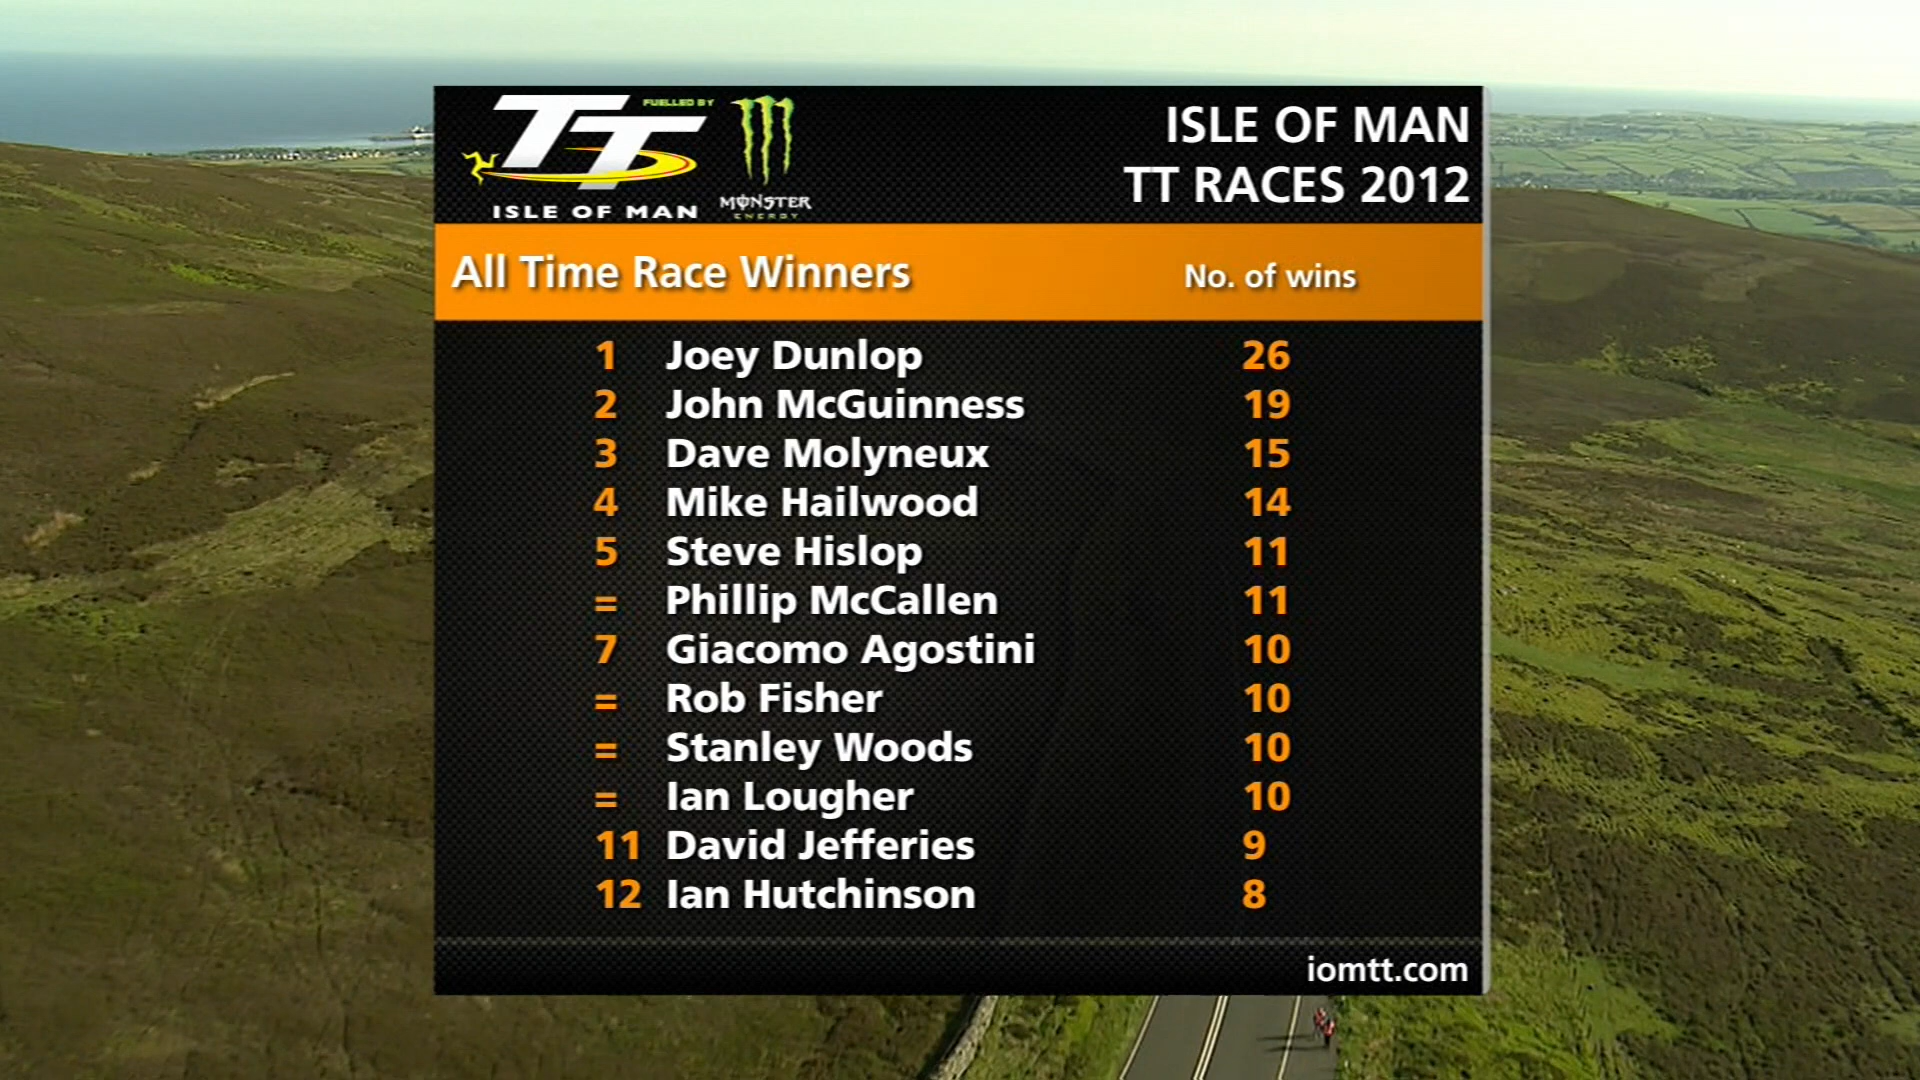 TT
FUELLED BY
ISLE OF MAN
MONSTER
ENERGY
ISLE OF MAN
TT RACES 2012
All Time Race Winners No. of wins
1 Joey Dunlop 26
2 John McGuinness 19
3 Dave Molyneux 15
4 Mike Hailwood 14
5 Steve Hislop 11
= Phillip McCallen 11
7 Giacomo Agostini 10
= Rob Fisher 10
= Stanley Woods 10
= Ian Lougher 10
11 David Jefferies 9
12 Ian Hutchinson 8
iomtt.com